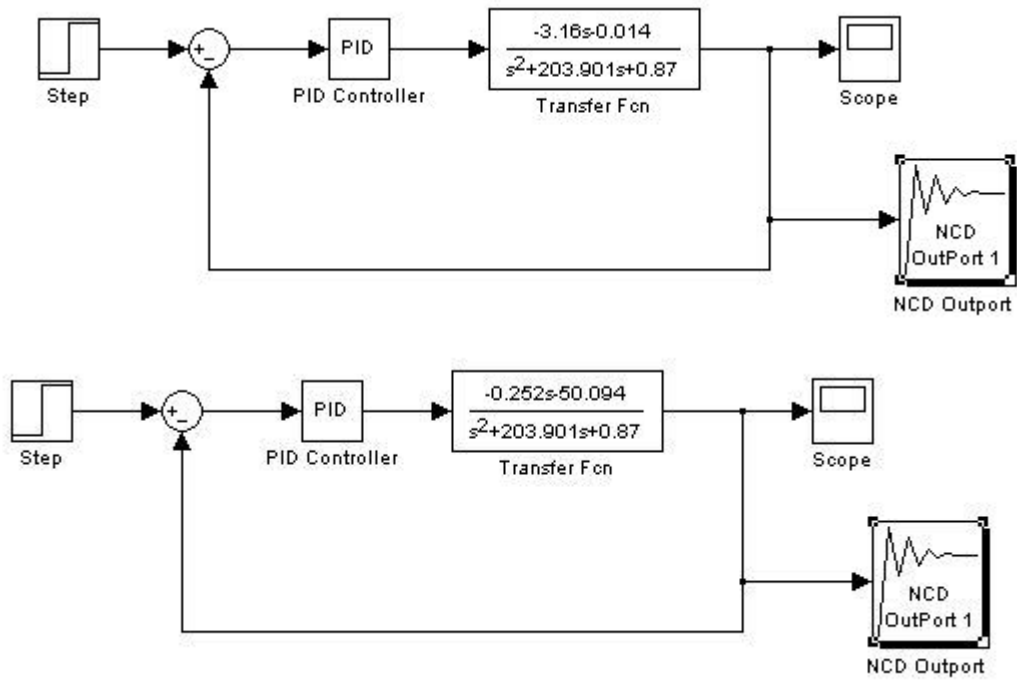 -3.16s-0.014
PID
s²+203.901s+0.87
Step
PID Controller
Transfer Fcn
Scope
NCD
OutPort 1
NCD Outport
-0.252s-50.094
PID
s²+203.901s+0.87
Step
PID Controller
Transfer Fcn
Scope
NCD
OutPort 1
NCD Outport